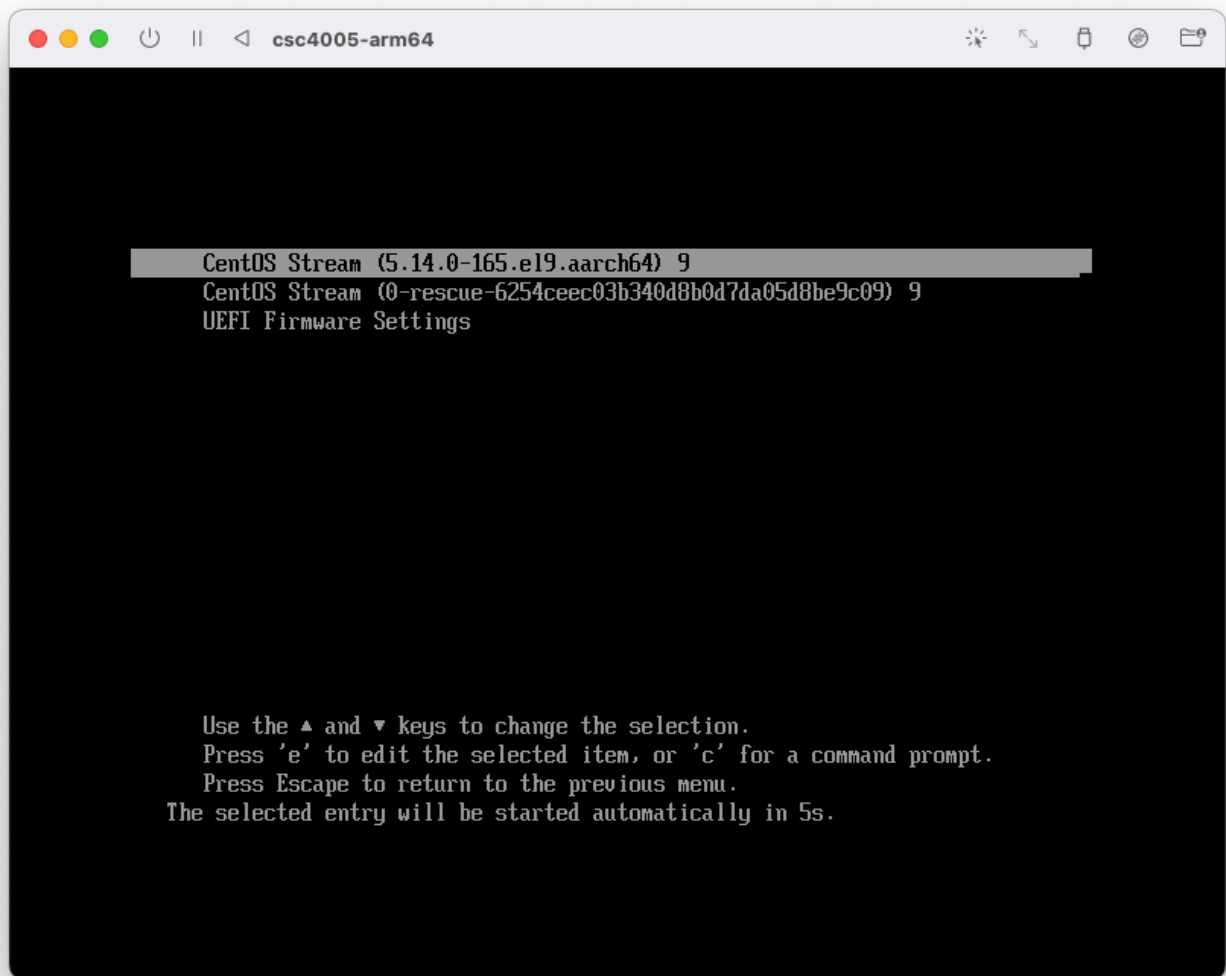 csc4005-arm64
CentOS Stream (5.14.0-165.el9.aarch64) 9
CentOS Stream (0-rescue-6254ceec03b340d8b0d7da05d8be9c09) 9
UEFI Firmware Settings
Use the ▲ and ▼ keys to change the selection.
Press 'e' to edit the selected item, or 'c' for a command prompt.
Press Escape to return to the previous menu.
The selected entry will be started automatically in 5s.